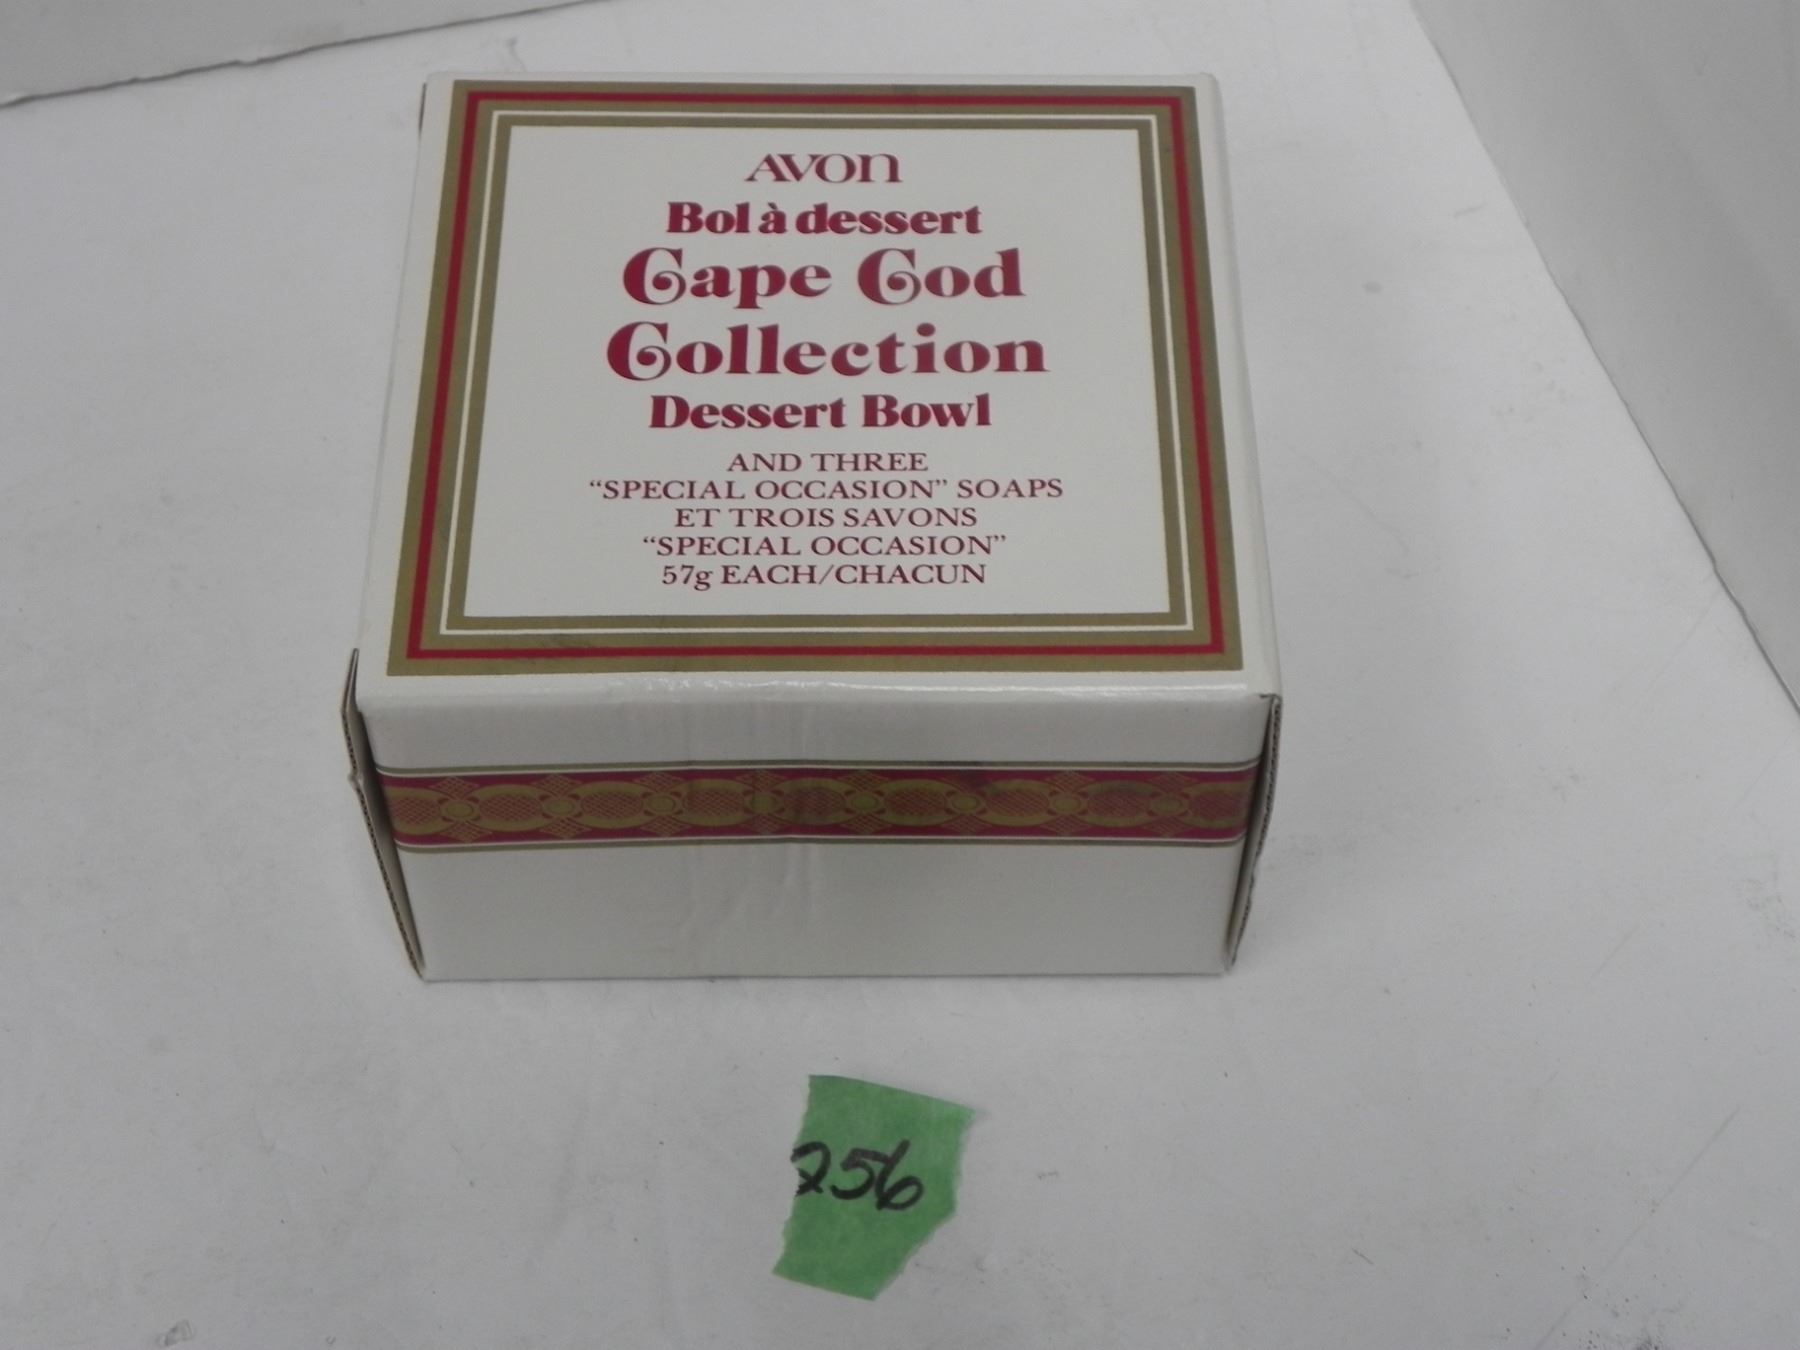 AVON
Bol à dessert
Cape Cod
Collection
Dessert Bowl
AND THREE
“SPECIAL OCCASION” SOAPS
ET TROIS SAVONS
“SPECIAL OCCASION”
57g EACH/CHACUN
256